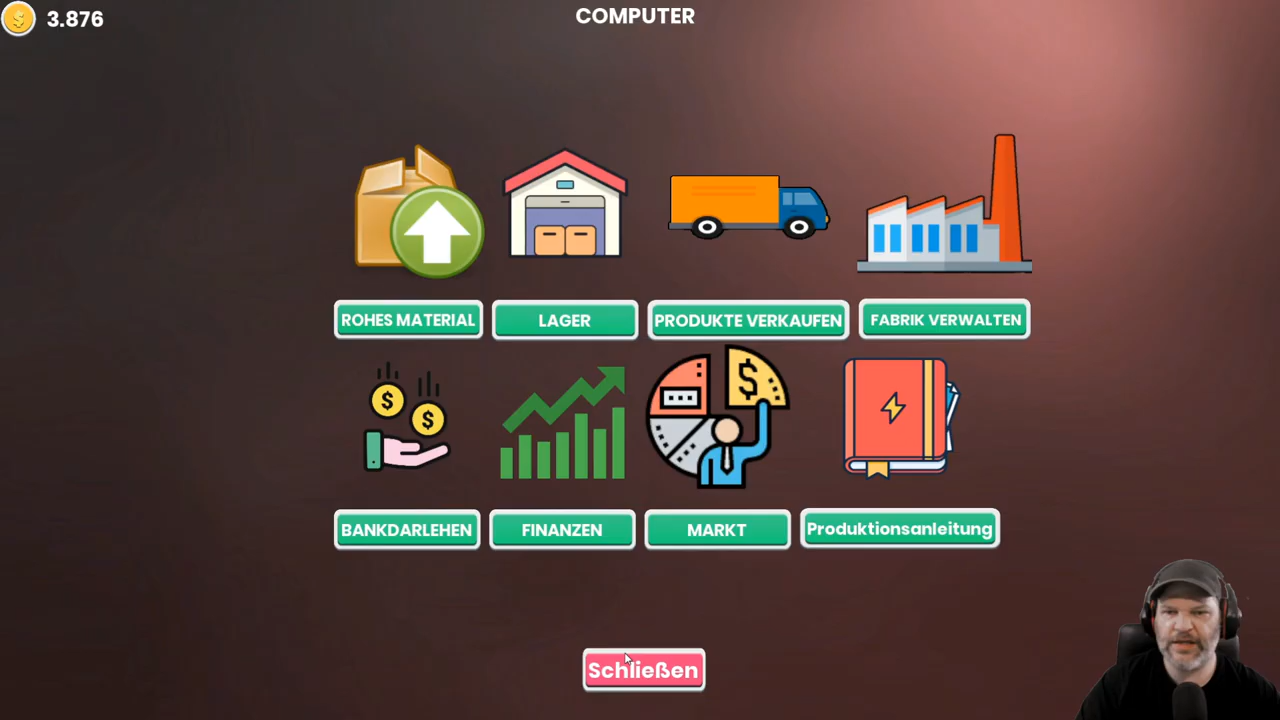 3.876
COMPUTER
ROHES MATERIAL
LAGER
PRODUKTE VERKAUFEN
FABRIK VERWALTEN
BANKDARLEHEN
FINANZEN
MARKT
Produktionsanleitung
Schließen